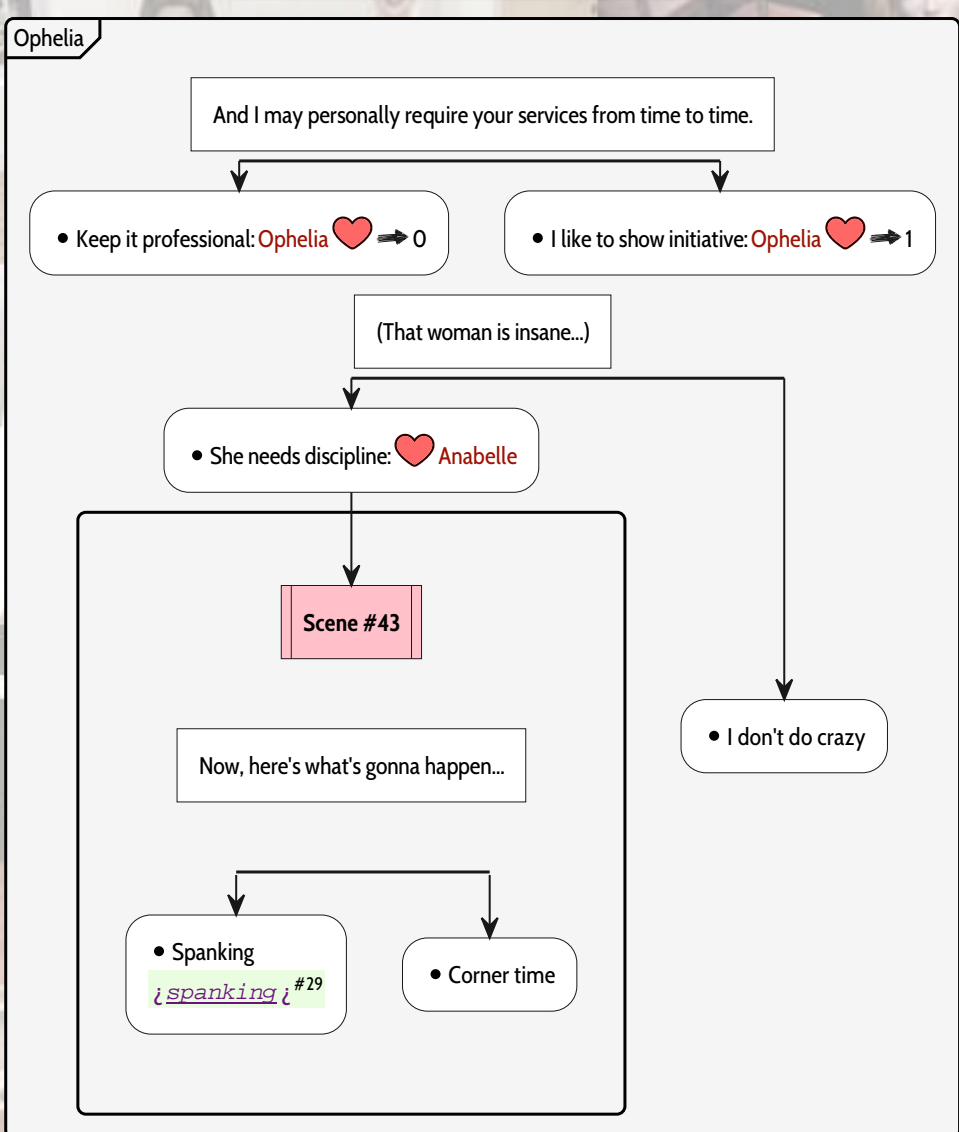 Ophelia
And I may personally require your services from time to time.
• Keep it professional: Ophelia ❤ ➡ 0
• I like to show initiative: Ophelia ❤ ➡ 1
(That woman is insane...)
• She needs discipline: ❤ Anabelle
Scene #43
• I don't do crazy
Now, here's what's gonna happen...
• Spanking
¿spanking¿#29
• Corner time